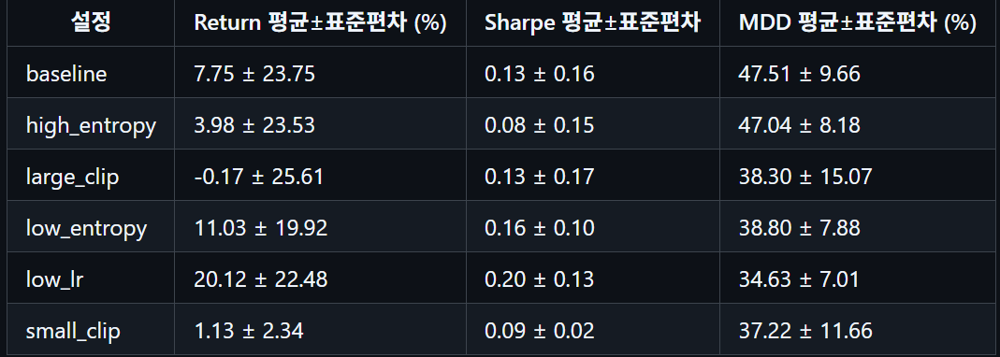 설정 Return 평균±표준편차 (%) Sharpe 평균±표준편차 MDD 평균±표준편차 (%)
baseline 7.75 ± 23.75 0.13 ± 0.16 47.51 ± 9.66
high_entropy 3.98 ± 23.53 0.08 ± 0.15 47.04 ± 8.18
large_clip -0.17 ± 25.61 0.13 ± 0.17 38.30 ± 15.07
low_entropy 11.03 ± 19.92 0.16 ± 0.10 38.80 ± 7.88
low_lr 20.12 ± 22.48 0.20 ± 0.13 34.63 ± 7.01
small_clip 1.13 ± 2.34 0.09 ± 0.02 37.22 ± 11.66